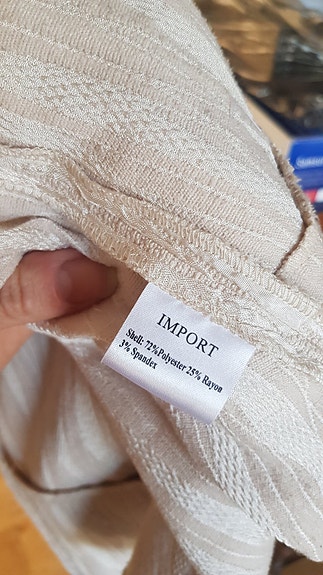 IMPORT
Shell: 72%Polyester 25% Rayon
3% Spandex